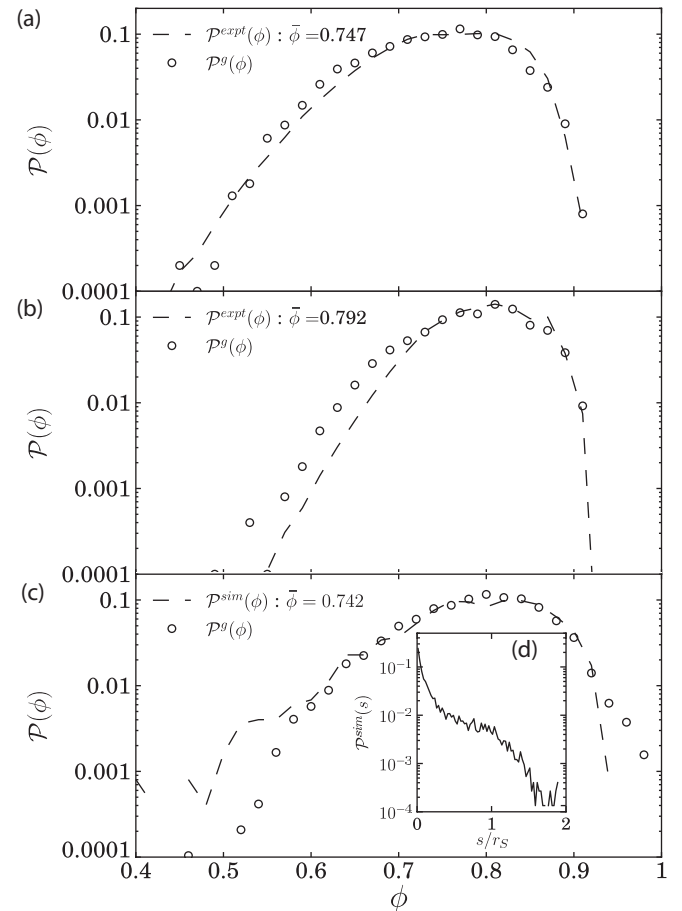 (a)
0.1
0.01
0.001
0.0001
𝒫(ϕ)
𝒫^{expt}(ϕ) : ϕ̄ =0.747
𝒫^g(ϕ)
(b)
0.1
0.01
0.001
0.0001
𝒫(ϕ)
𝒫^{expt}(ϕ) : ϕ̄ =0.792
𝒫^g(ϕ)
(c)
0.1
0.01
0.001
0.0001
𝒫(ϕ)
𝒫^{sim}(ϕ) : ϕ̄ = 0.742
𝒫^g(ϕ)
(d)
10^{-1}
10^{-2}
10^{-3}
10^{-4}
𝒫^{sim}(s)
0 1 2
s/r_S
0.4 0.5 0.6 0.7 0.8 0.9 1
ϕ